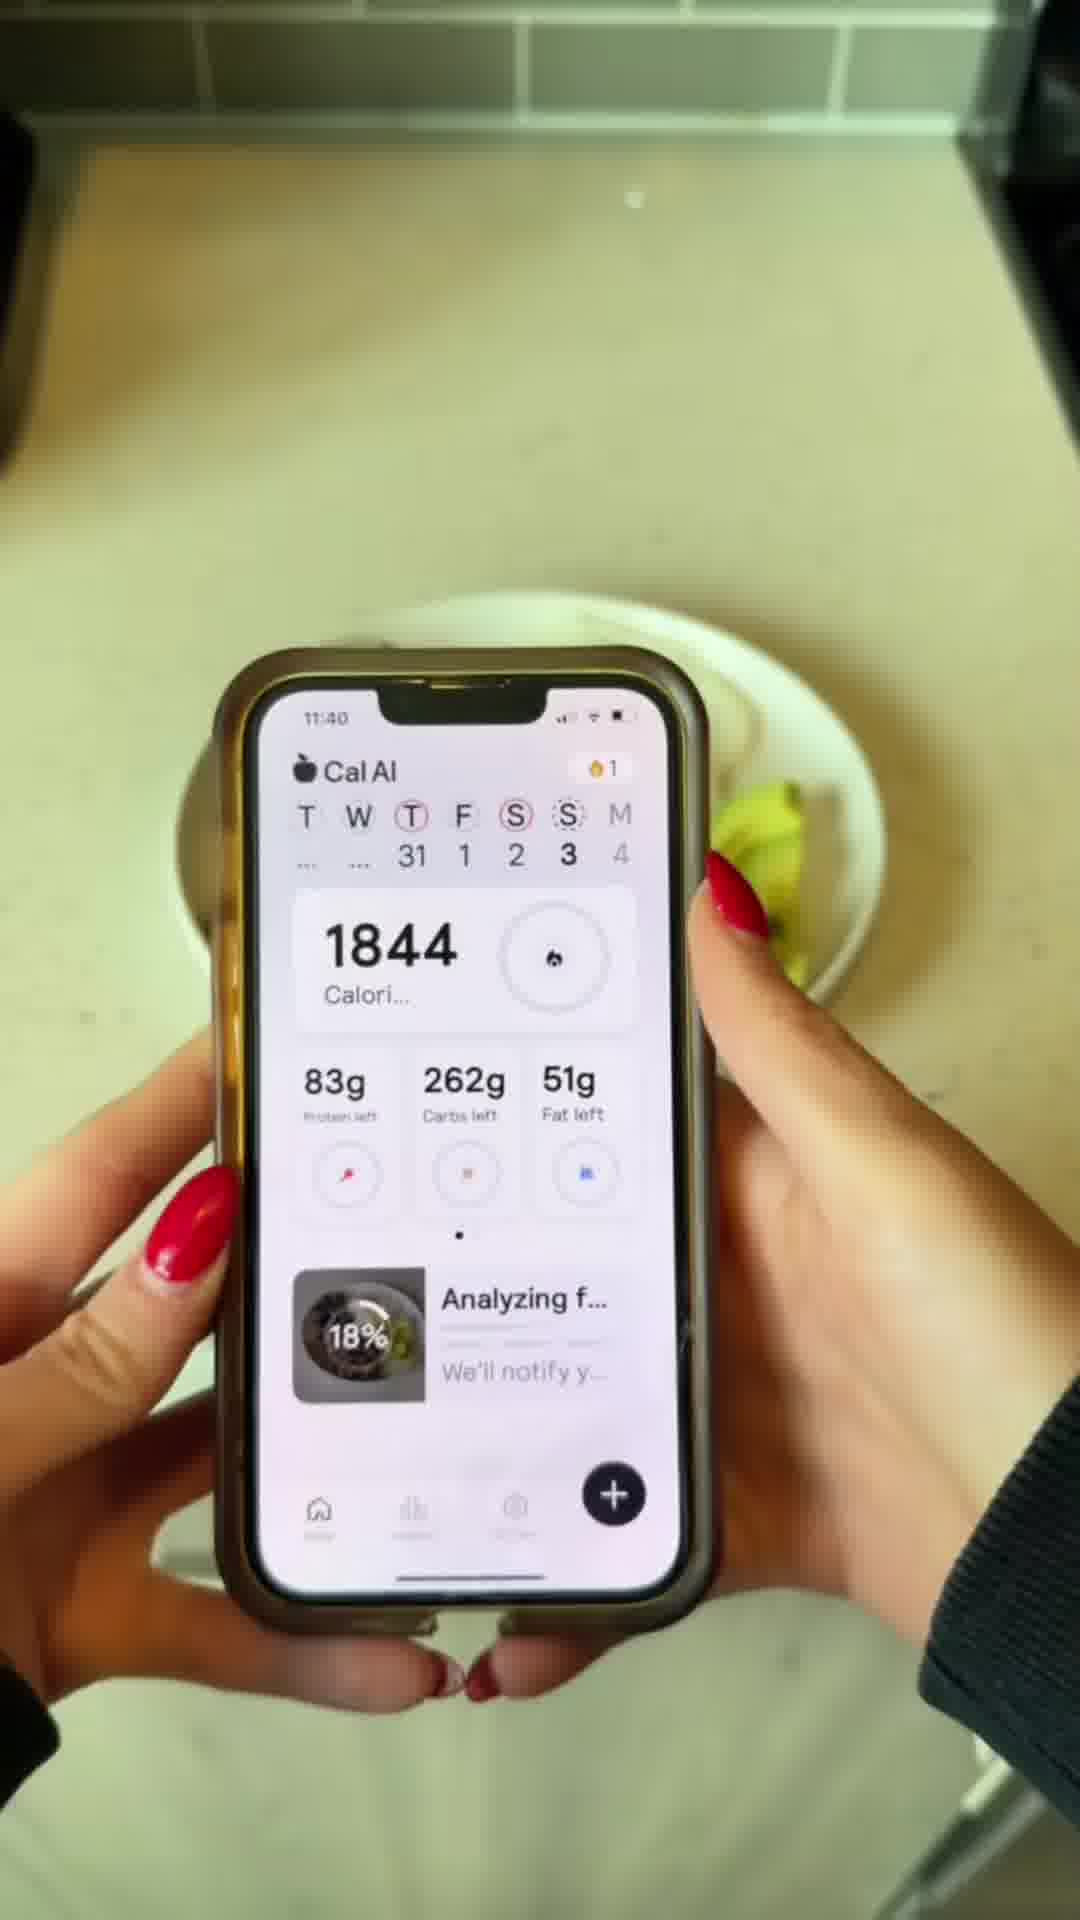 11:40
Cal AI
1
T W T F S S M
... ... 31 1 2 3 4
1844
Calori...
83g 262g 51g
Protein left Carbs left Fat left
18%
Analyzing f...
We'll notify y...